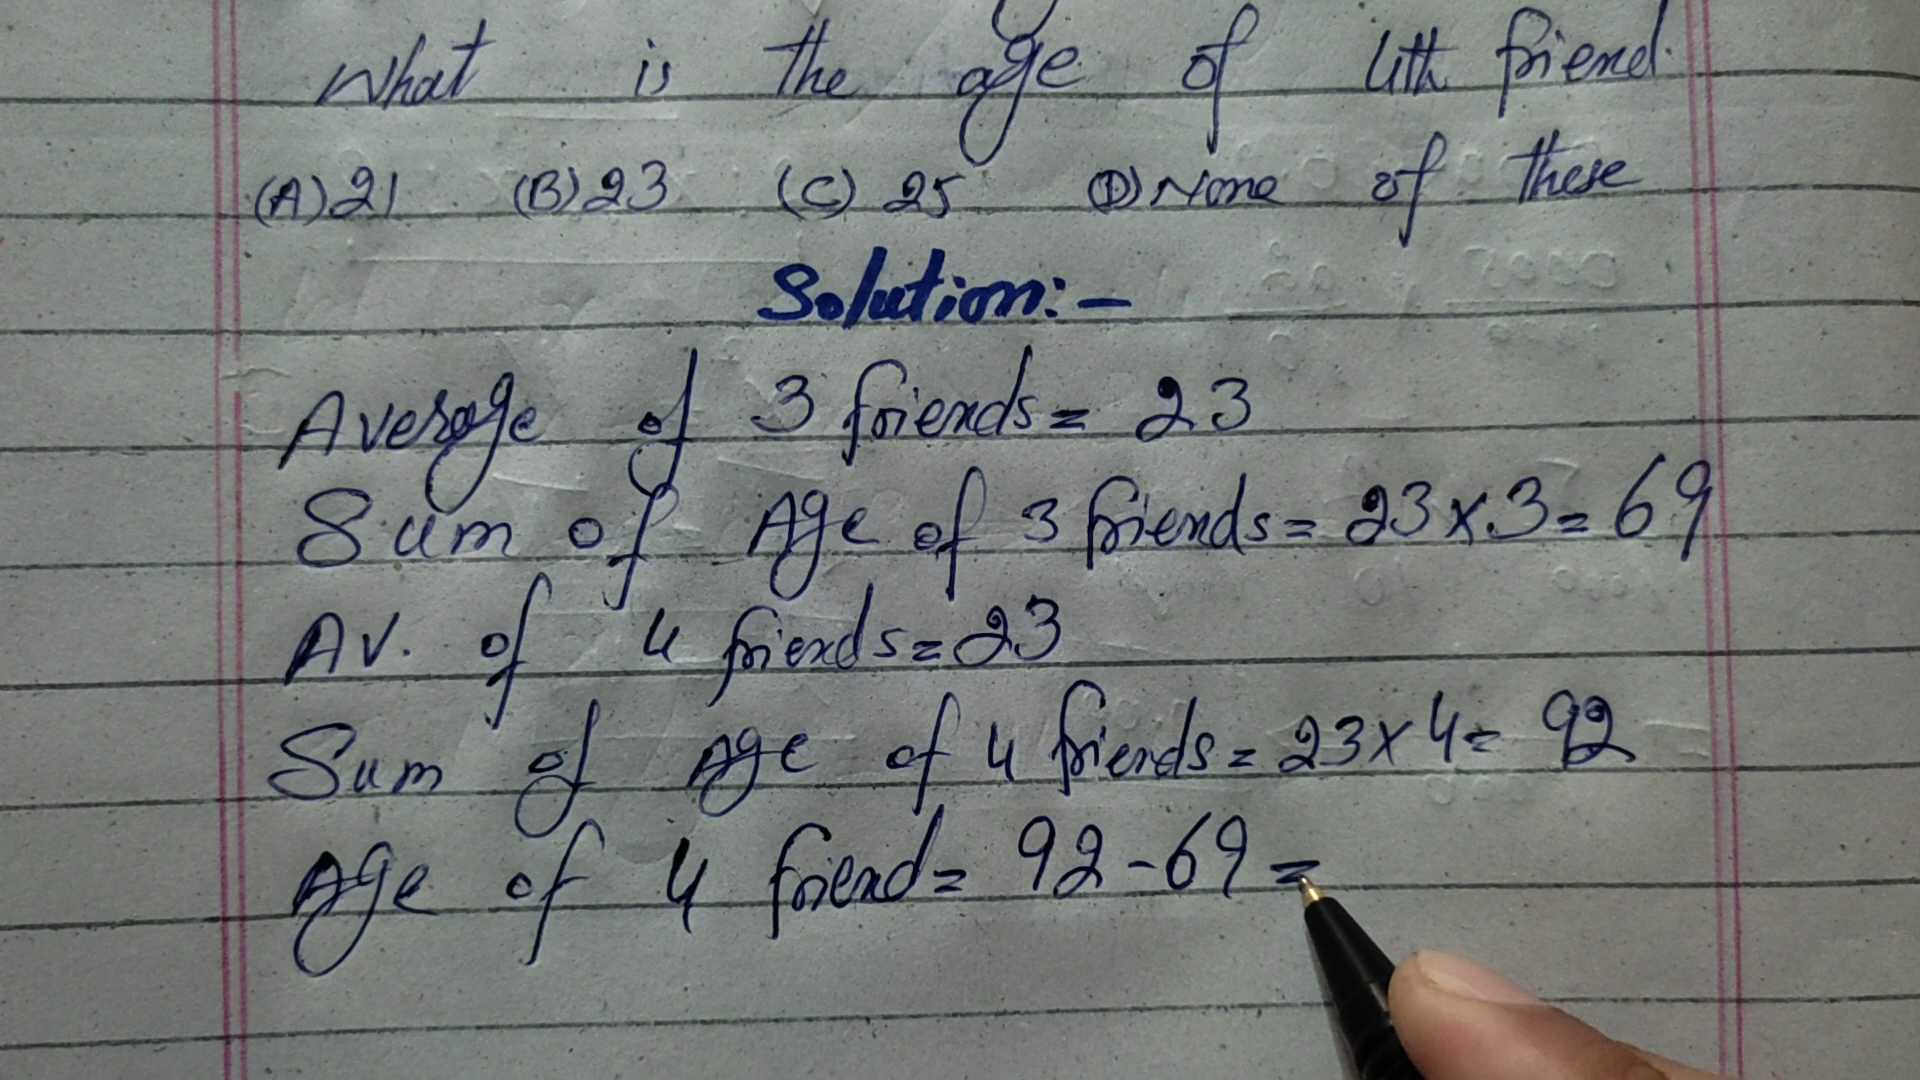 What is the age of 4th friend.
(A) 21 (B) 23 (C) 25 (D) None of these
Solution:-
Average of 3 friends = 23
Sum of Age of 3 friends = 23 x 3 = 69
AV. of 4 friends = 23
Sum of Age of 4 friends = 23 x 4 = 92
Age of 4 friend = 92 - 69 =